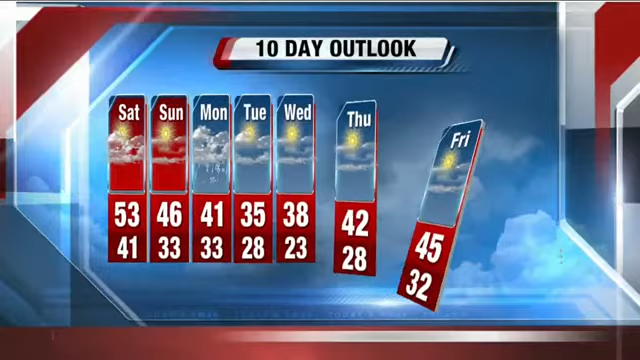 10 DAY OUTLOOK
Sat Sun Mon Tue Wed Thu Fri
53 46 41 35 38 42 45
41 33 33 28 23 28 32